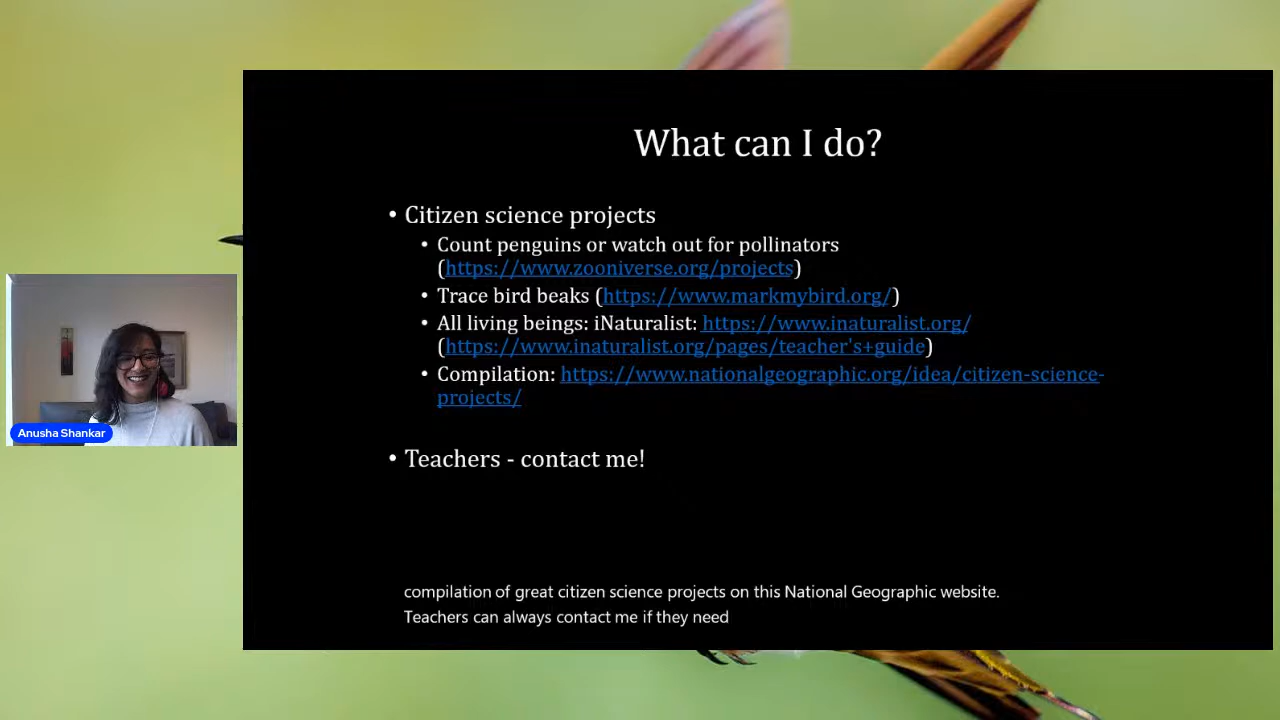 What can I do?
• Citizen science projects
• Count penguins or watch out for pollinators
(https://www.zooniverse.org/projects)
• Trace bird beaks (https://www.markmybird.org/)
• All living beings: iNaturalist: https://www.inaturalist.org/
(https://www.inaturalist.org/pages/teacher's+guide)
• Compilation: https://www.nationalgeographic.org/idea/citizen-science-
projects/
Anusha Shankar
• Teachers - contact me!
compilation of great citizen science projects on this National Geographic website.
Teachers can always contact me if they need